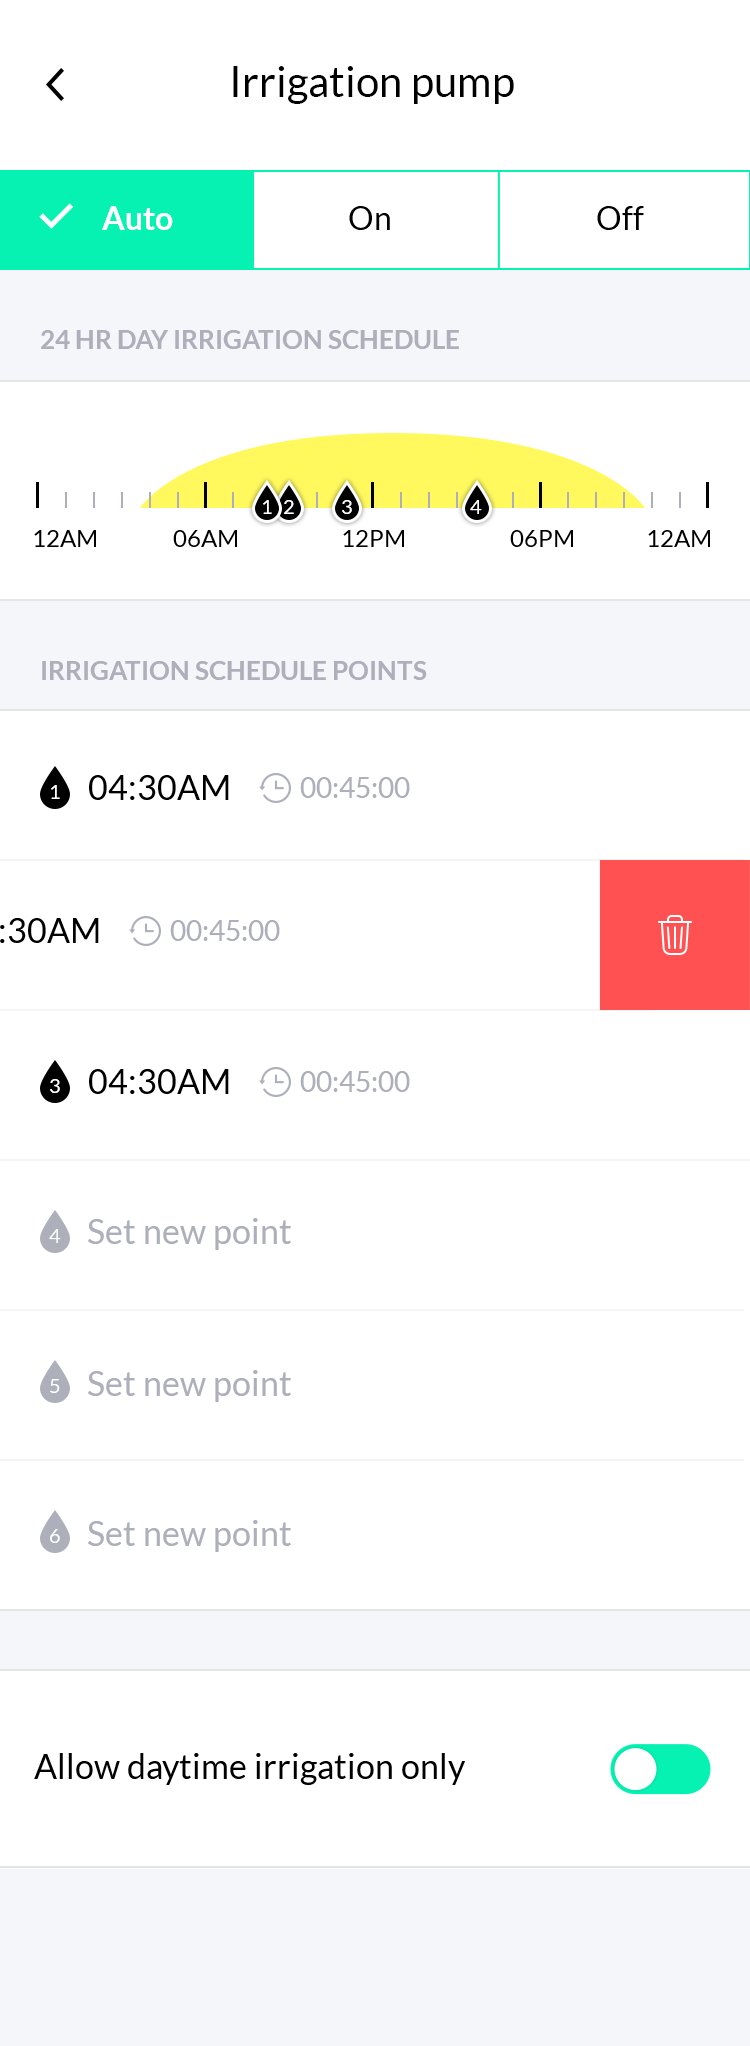 Irrigation pump
Auto On Off
24 HR DAY IRRIGATION SCHEDULE
1 2 3 4
12AM 06AM 12PM 06PM 12AM
IRRIGATION SCHEDULE POINTS
1 04:30AM 00:45:00
:30AM 00:45:00
3 04:30AM 00:45:00
4 Set new point
5 Set new point
6 Set new point
Allow daytime irrigation only